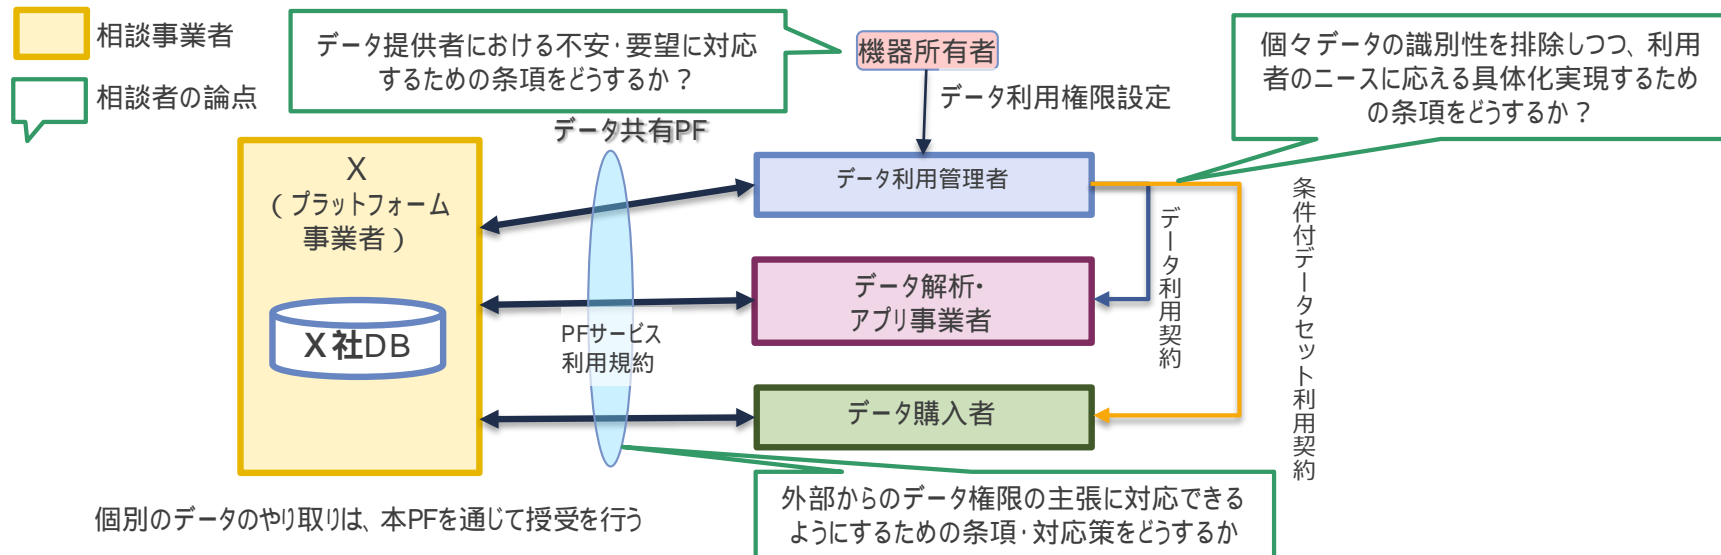 相談事業者
相談者の論点
データ提供者における不安・要望に対応
するための条項をどうするか？
機器所有者
データ利用権限設定
個々データの識別性を排除しつつ、利用
者のニースに応える具体化実現するため
の条項をどうするか？
データ共有PF
X
（プラットフォーム
事業者）
X社DB
PFサービス
利用規約
データ利用管理者
データ解析・
アプリ事業者
データ購入者
データ利用契約
条件付データセット利用契約
外部からのデータ権限の主張に対応できる
ようにするための条項・対応策をどうするか
個別のデータのやり取りは、本PFを通じて授受を行う